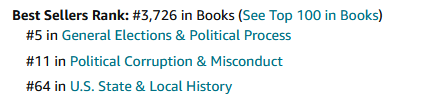 Best Sellers Rank: #3,726 in Books (See Top 100 in Books)
#5 in General Elections & Political Process
#11 in Political Corruption & Misconduct
#64 in U.S. State & Local History